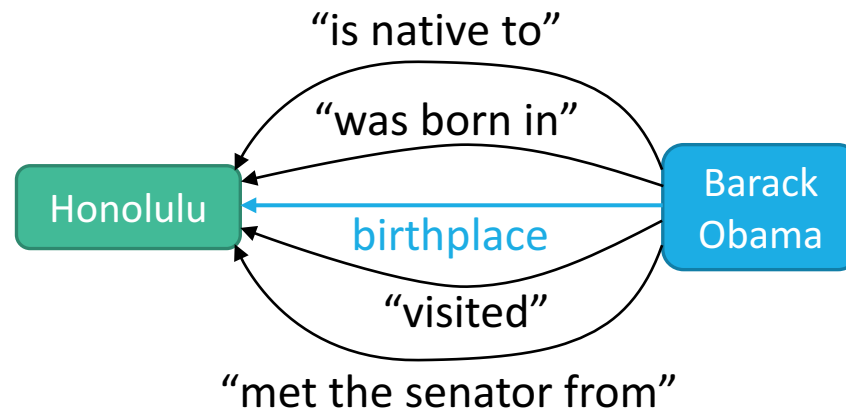 “is native to”
“was born in”
Honolulu
Barack
Obama
birthplace
“visited”
“met the senator from”